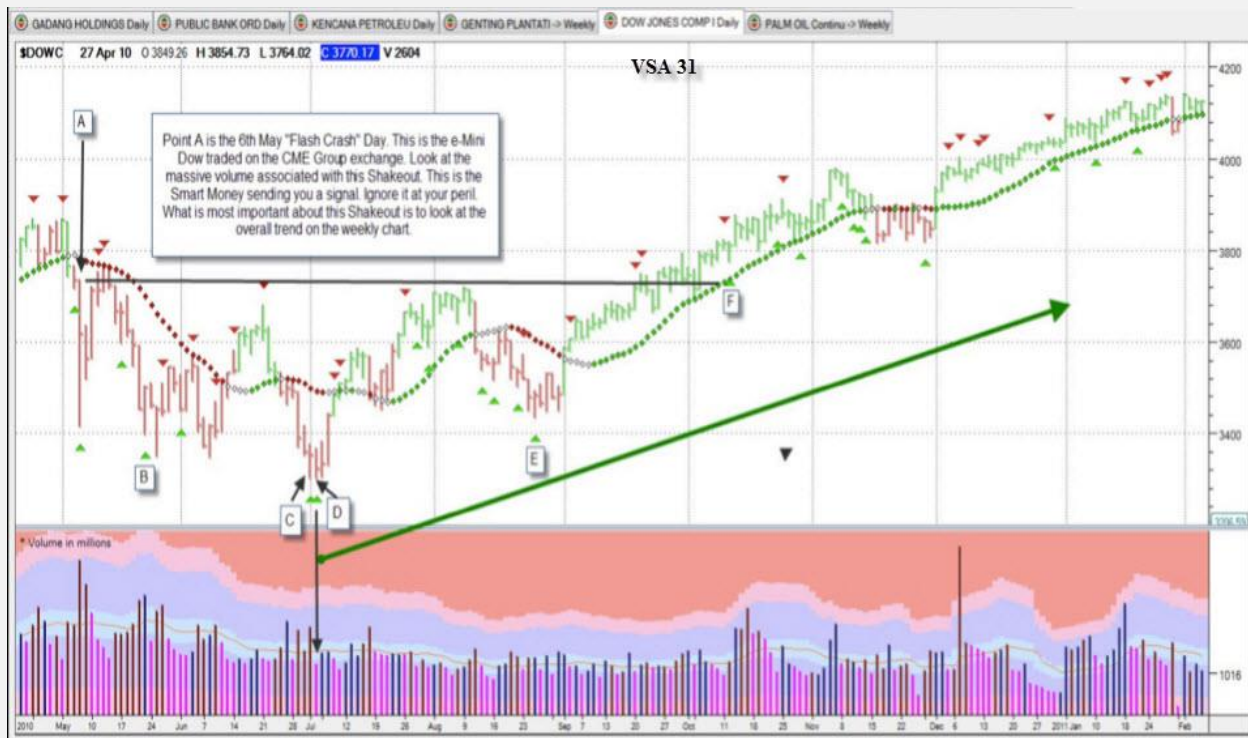 GADANG HOLDINGS Daily PUBLIC BANK ORD Daily KENCANA PETROLEU Daily GENTING PLANTATI -> Weekly DOW JONES COMP I Daily PALM OIL Continu -> Weekly
$DOWC 27 Apr 10 O 3849.26 H 3854.73 L 3764.02 C 3770.17 V 2604
VSA 31
4200
A
Point A is the 6th May "Flash Crash" Day. This is the e-Mini
Dow traded on the CME Group exchange. Look at the
massive volume associated with this Shakeout. This is the
Smart Money sending you a signal. Ignore it at your peril.
What is most important about this Shakeout is to look at the
overall trend on the weekly chart.
4000
3800
F
3600
3400
E
B
C D
* Volume in millions
1016
2010 May 10 17 24 Jun 7 14 21 28 Jul 12 19 26 Aug 9 16 23 Sep 7 13 20 27 Oct 11 18 25 Nov 8 15 22 Dec 6 13 20 27 2011 Jan 10 18 24 Feb